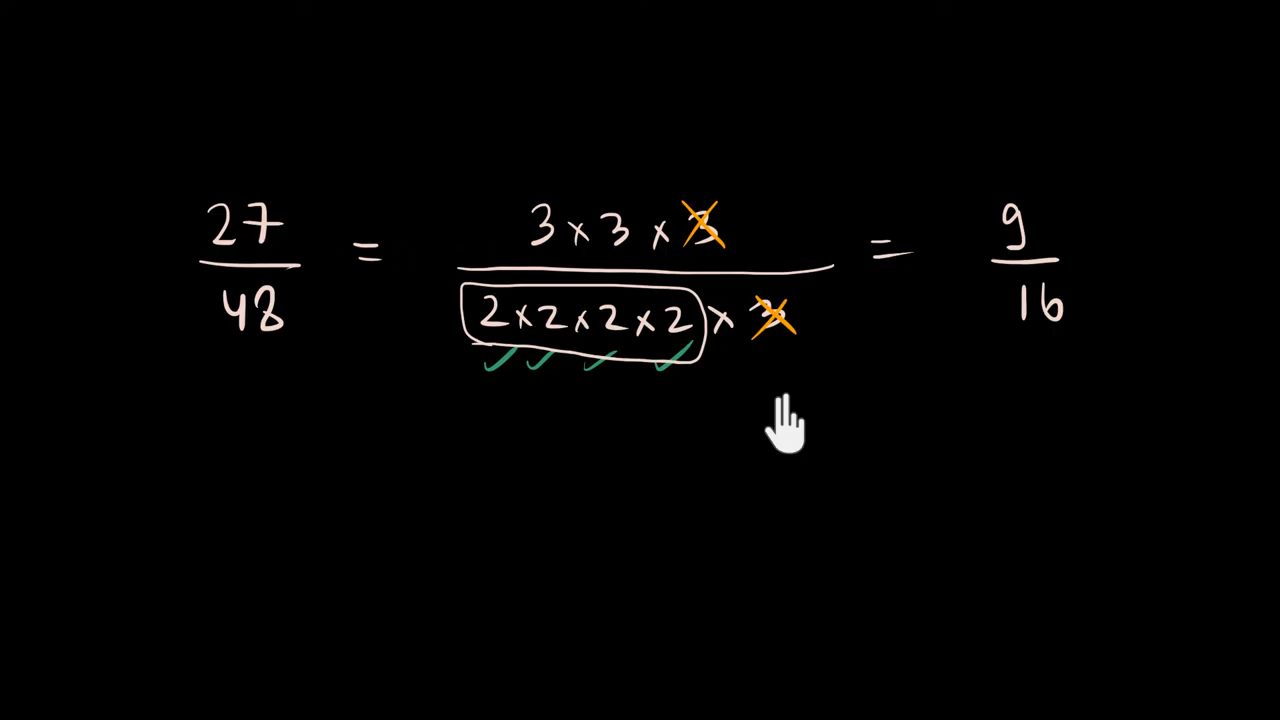 27/48 = (3 × 3 × 3)/(2 × 2 × 2 × 2 × 3) = 9/16